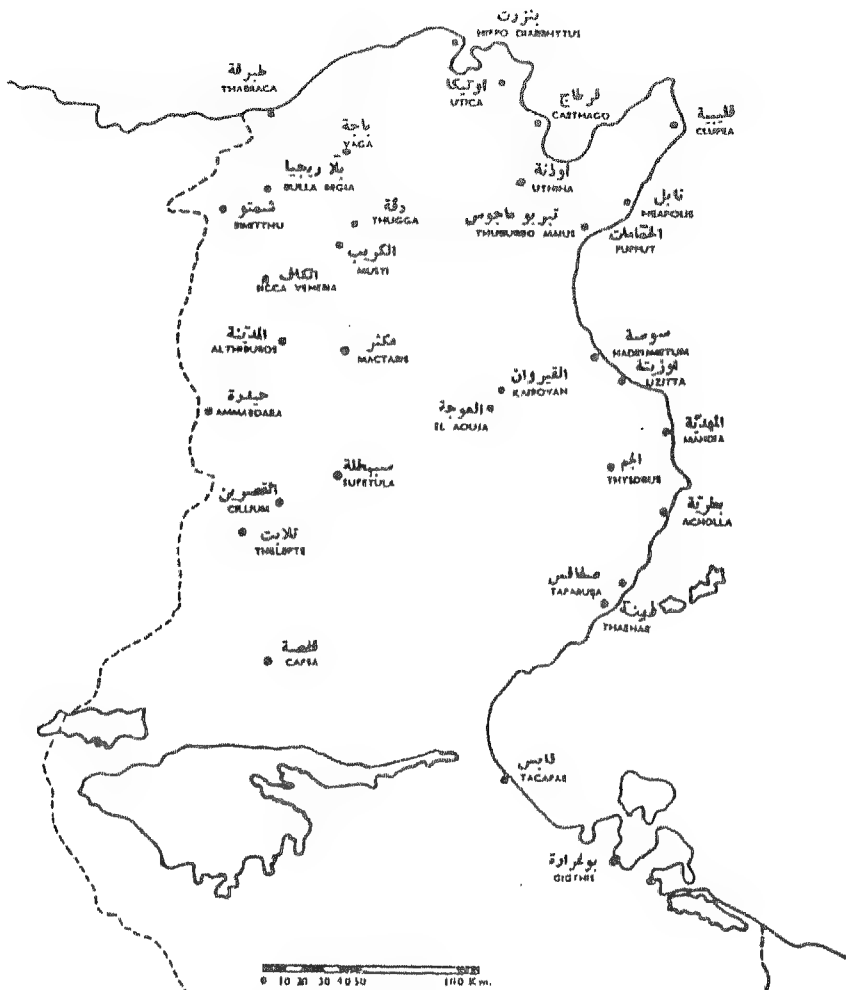 بنزرت
HIPPO DIARRHYTUS
طبرقة
THABRACA
اوتيكا
UTICA
قرطاج
CARTHAGO
قليبية
CLUPEA
باجة
VAGA
بلا ريجيا
BULLA REGIA
أوذنة
UTHINA
شمتو
SIMITTHU
دقة
THUGGA
تبربو ماجوس
THUBURBO MAIUS
نابل
NEAPOLIS
الحمامات
PUPPUT
الكريب
MUSTI
الكاف
SICCA VENERIA
المدينة
ALTHIBUROS
مكثر
MACTARIS
سوسة
HADRUMETUM
لوزيتة
UZITTA
القيروان
KAIROVAN
العوجة
EL AOUJA
حيدرة
AMMAEDARA
المهدية
MAHDIA
الجم
THYSDRUS
سبيطلة
SUFETULA
القصرين
CILLIUM
تلابت
THELEPTE
بطرية
ACHOLLA
صفاقس
TAPARURA
طينة
THAENAE
قفصة
CAPSA
قابس
TACAPAE
بوغرارة
GIGTHIS
0 10 20 30 40 50 100 Km.